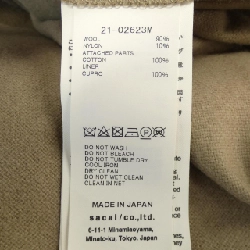 21-02623M
WOOL 90%
NYLON 10%
ATTACHED PARTS
COTTON 100%
LINER
CUPRO 100%
DO NOT WASH
DO NOT BLEACH
DO NOT TUMBLE DRY
COOL IRON
DRY CLEAN
DO NOT WET CLEAN
CLEAN IN NET
MADE IN JAPAN
sacai/co.,ltd.
6-11-1 Minamiaoyama,
Minato-ku, Tokyo, Japan